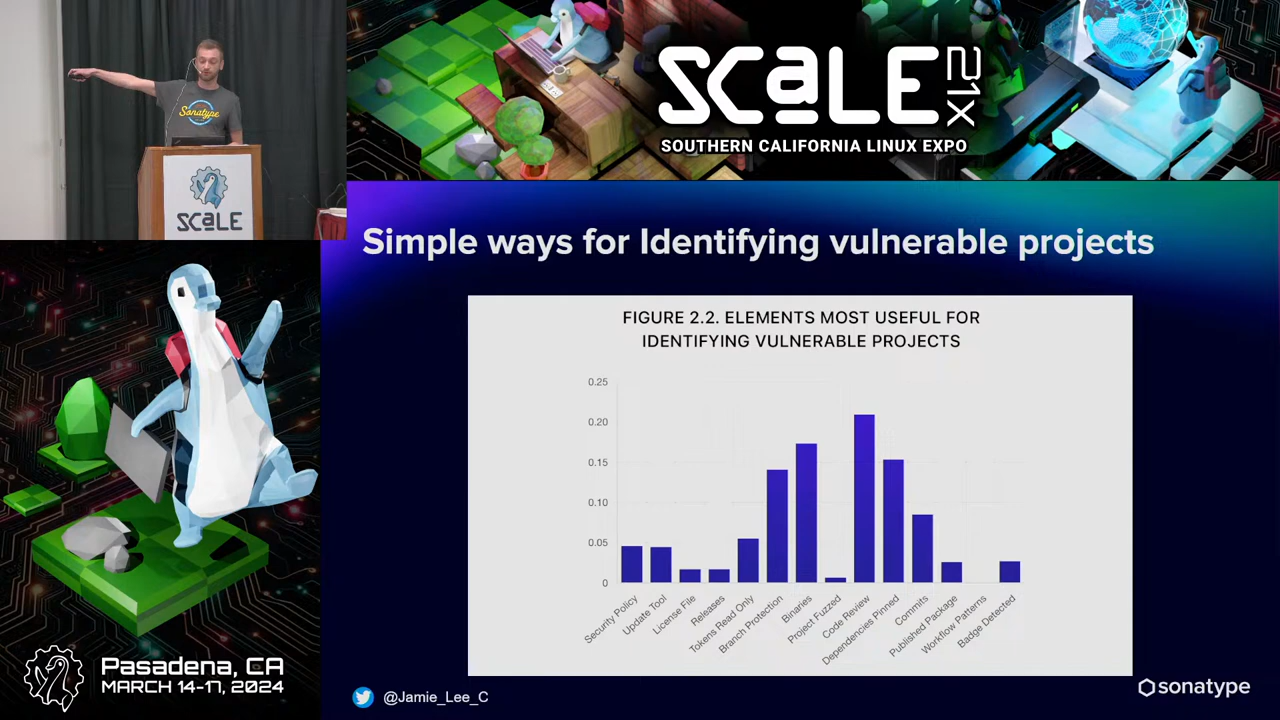 Sonatype
SCaLE
SCaLE 21x
SOUTHERN CALIFORNIA LINUX EXPO
Simple ways for Identifying vulnerable projects
FIGURE 2.2. ELEMENTS MOST USEFUL FOR
IDENTIFYING VULNERABLE PROJECTS
0.25
0.20
0.15
0.10
0.05
0
Security Policy
Update Tool
License File
Releases
Tokens Read Only
Branch Protection
Binaries
Project Fuzzed
Code Review
Dependencies Pinned
Commits
Published Package
Workflow Patterns
Badge Detected
@Jamie_Lee_C
sonatype
Pasadena, CA
MARCH 14-17, 2024